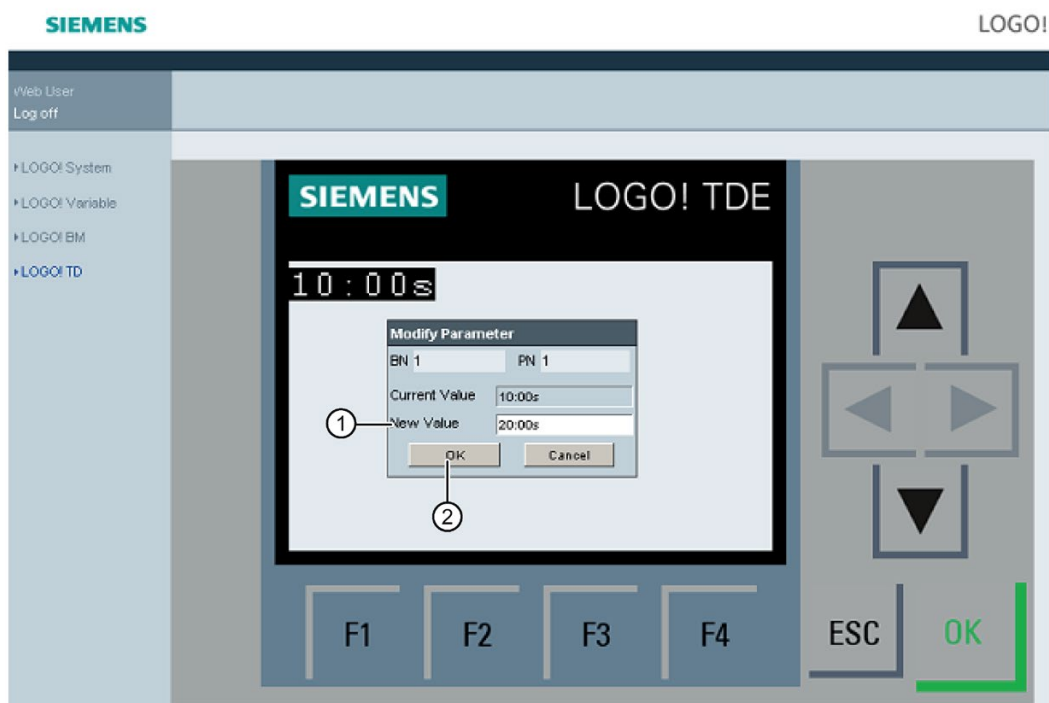 SIEMENS
LOGO!
Web User
Log off
LOGO! System
LOGO! Variable
LOGO! BM
LOGO! TD
SIEMENS
LOGO! TDE
10:00s
Modify Parameter
BN 1 PN 1
Current Value 10:00s
1 New Value 20:00s
OK Cancel
2
F1 F2 F3 F4 ESC OK